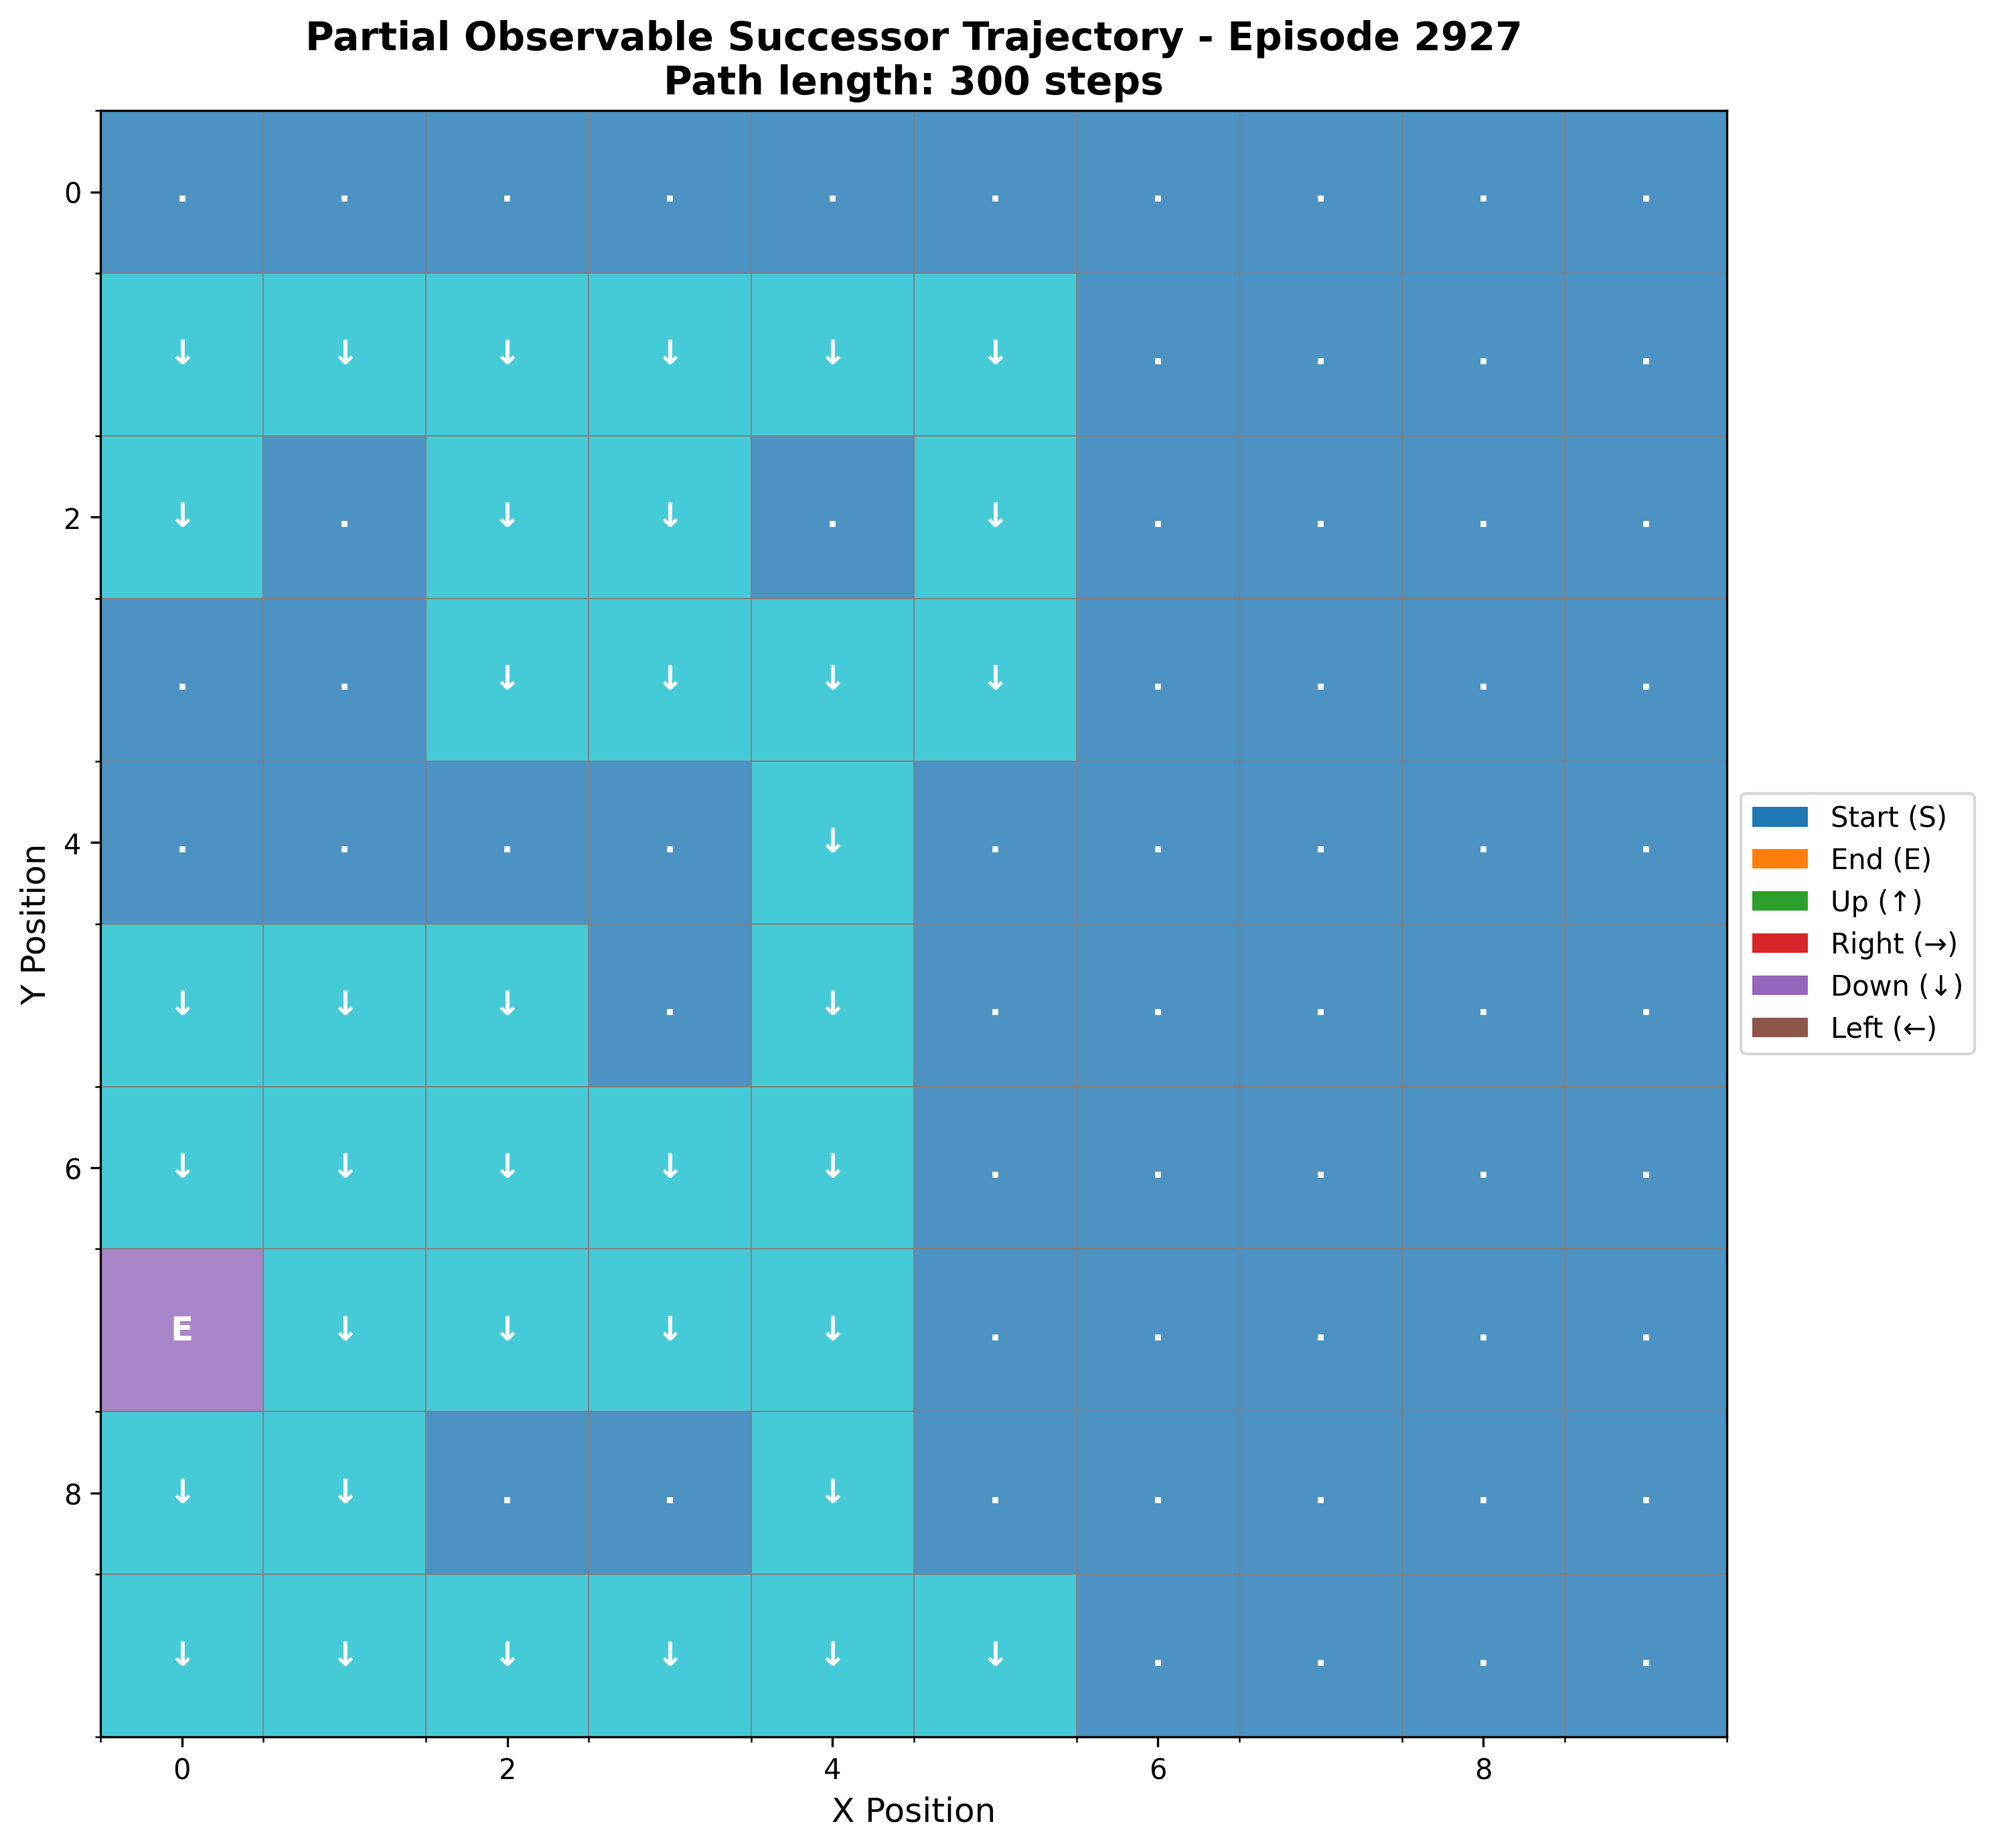 Partial Observable Successor Trajectory - Episode 2927
Path length: 300 steps
0 . . . . . . . . . .
↓ ↓ ↓ ↓ ↓ ↓ . . . .
2 ↓ . ↓ ↓ . ↓ . . . .
. . ↓ ↓ ↓ ↓ . . . .
4 . . . . ↓ . . . . .
↓ ↓ ↓ . ↓ . . . . .
6 ↓ ↓ ↓ ↓ ↓ . . . . .
E ↓ ↓ ↓ ↓ . . . . .
8 ↓ ↓ . . ↓ . . . . .
↓ ↓ ↓ ↓ ↓ ↓ . . . .
0 2 4 6 8
X Position
Y Position
Start (S)
End (E)
Up (↑)
Right (→)
Down (↓)
Left (←)